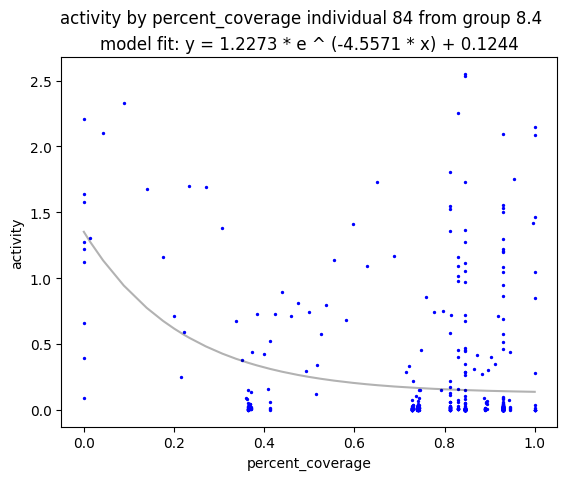 activity by percent_coverage individual 84 from group 8.4
model fit: y = 1.2273 * e ^ (-4.5571 * x) + 0.1244
2.5
2.0
1.5
1.0
0.5
0.0
activity
0.0 0.2 0.4 0.6 0.8 1.0
percent_coverage